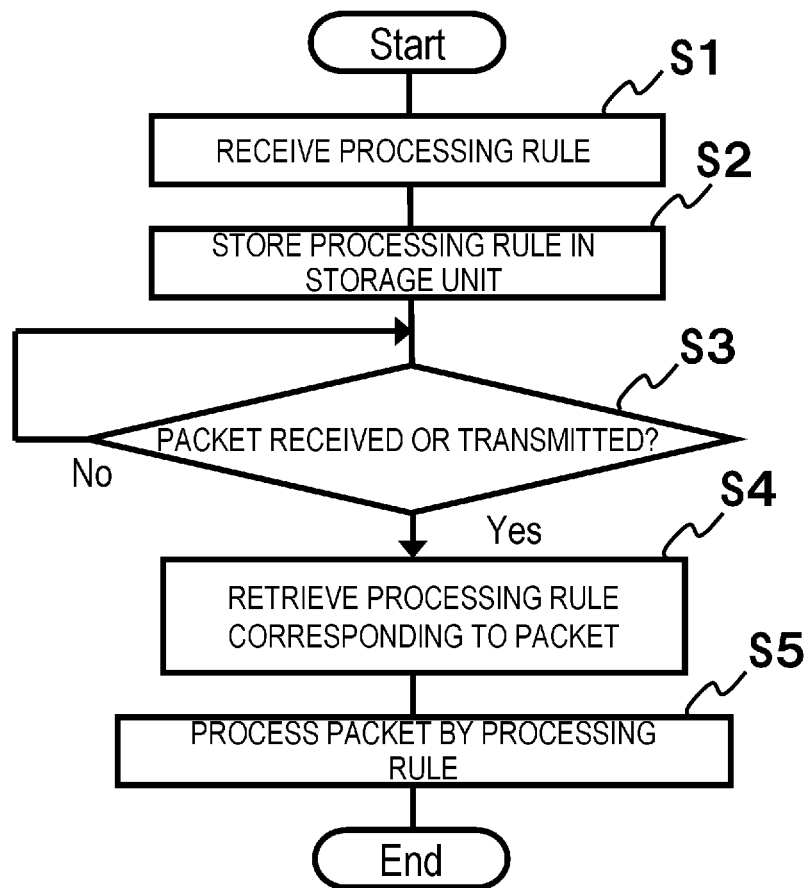 Start
S1
RECEIVE PROCESSING RULE
S2
STORE PROCESSING RULE IN
STORAGE UNIT
S3
PACKET RECEIVED OR TRANSMITTED?
No
Yes
S4
RETRIEVE PROCESSING RULE
CORRESPONDING TO PACKET
S5
PROCESS PACKET BY PROCESSING
RULE
End